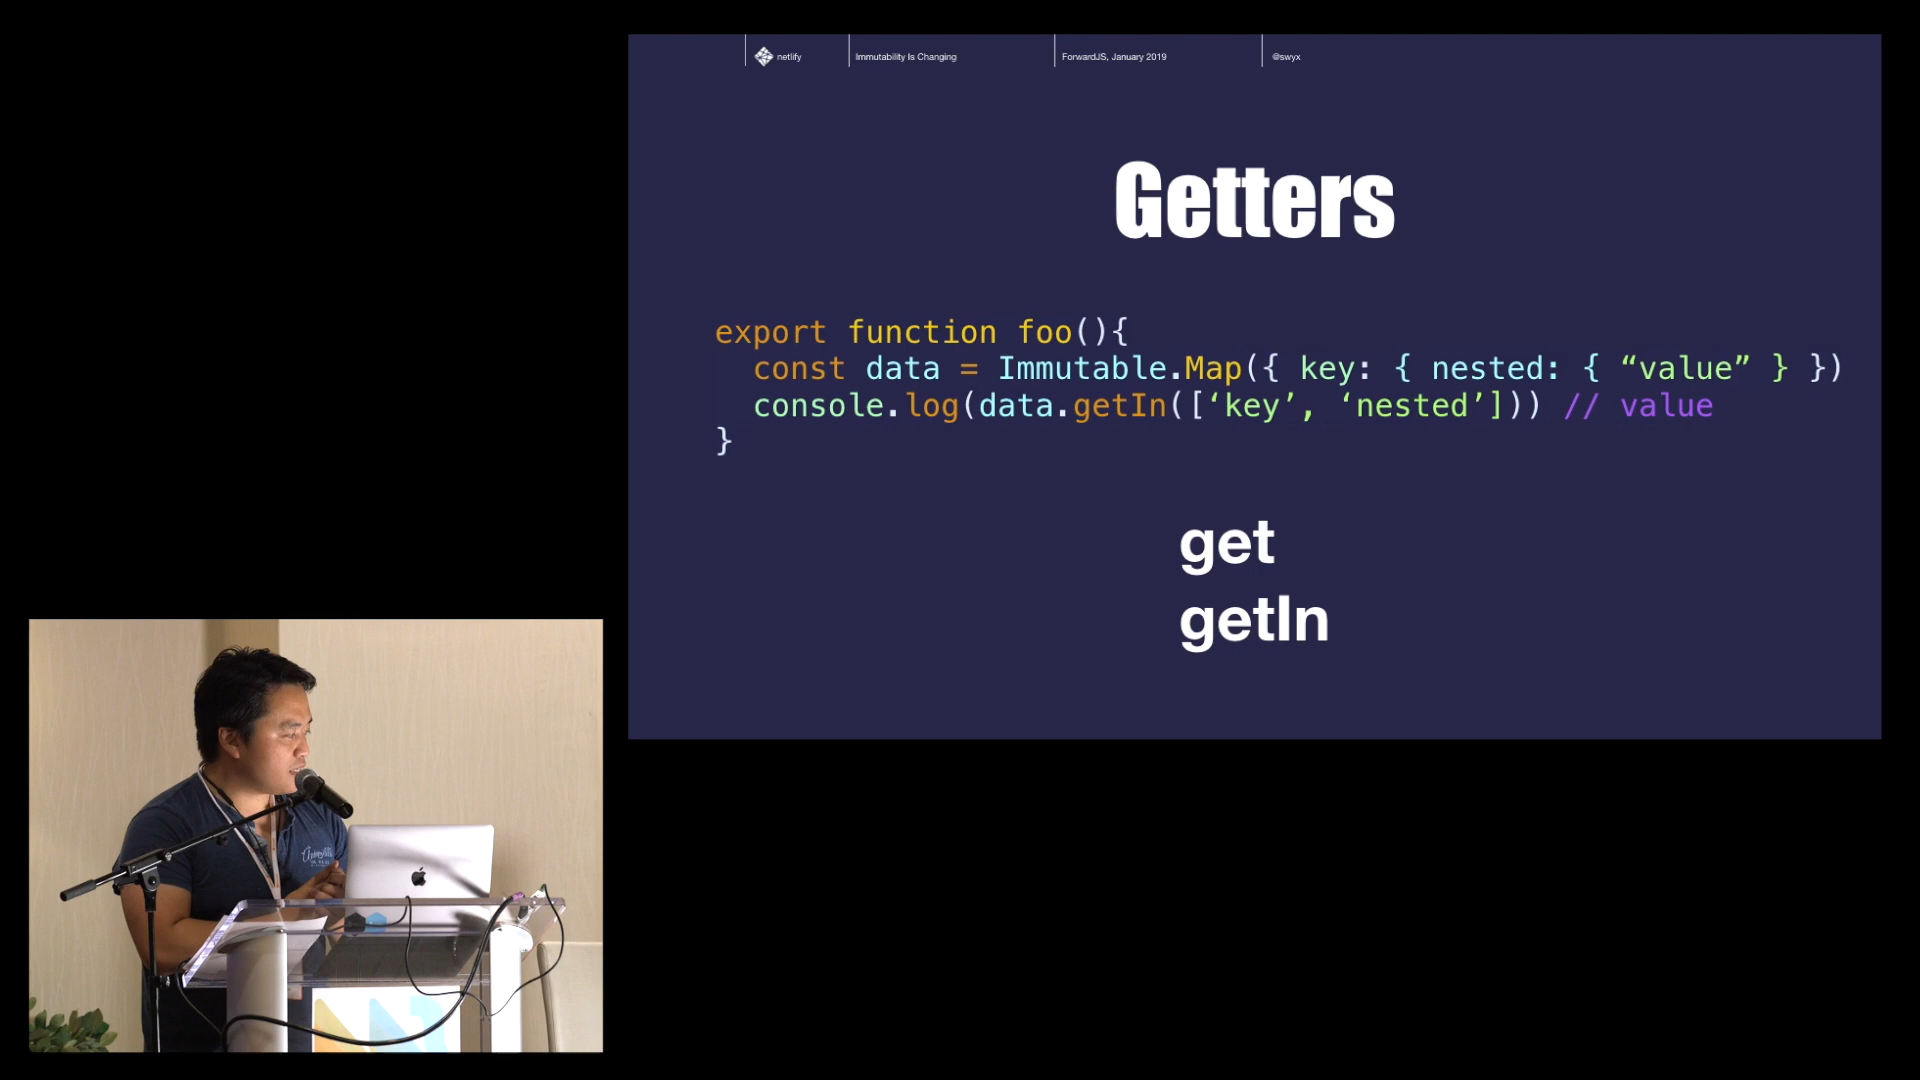 netlify
Immutability Is Changing
ForwardJS, January 2019
@swyx
Getters
export function foo(){
  const data = Immutable.Map({ key: { nested: { “value” } })
  console.log(data.getIn([‘key’, ‘nested’])) // value
}
get
getIn